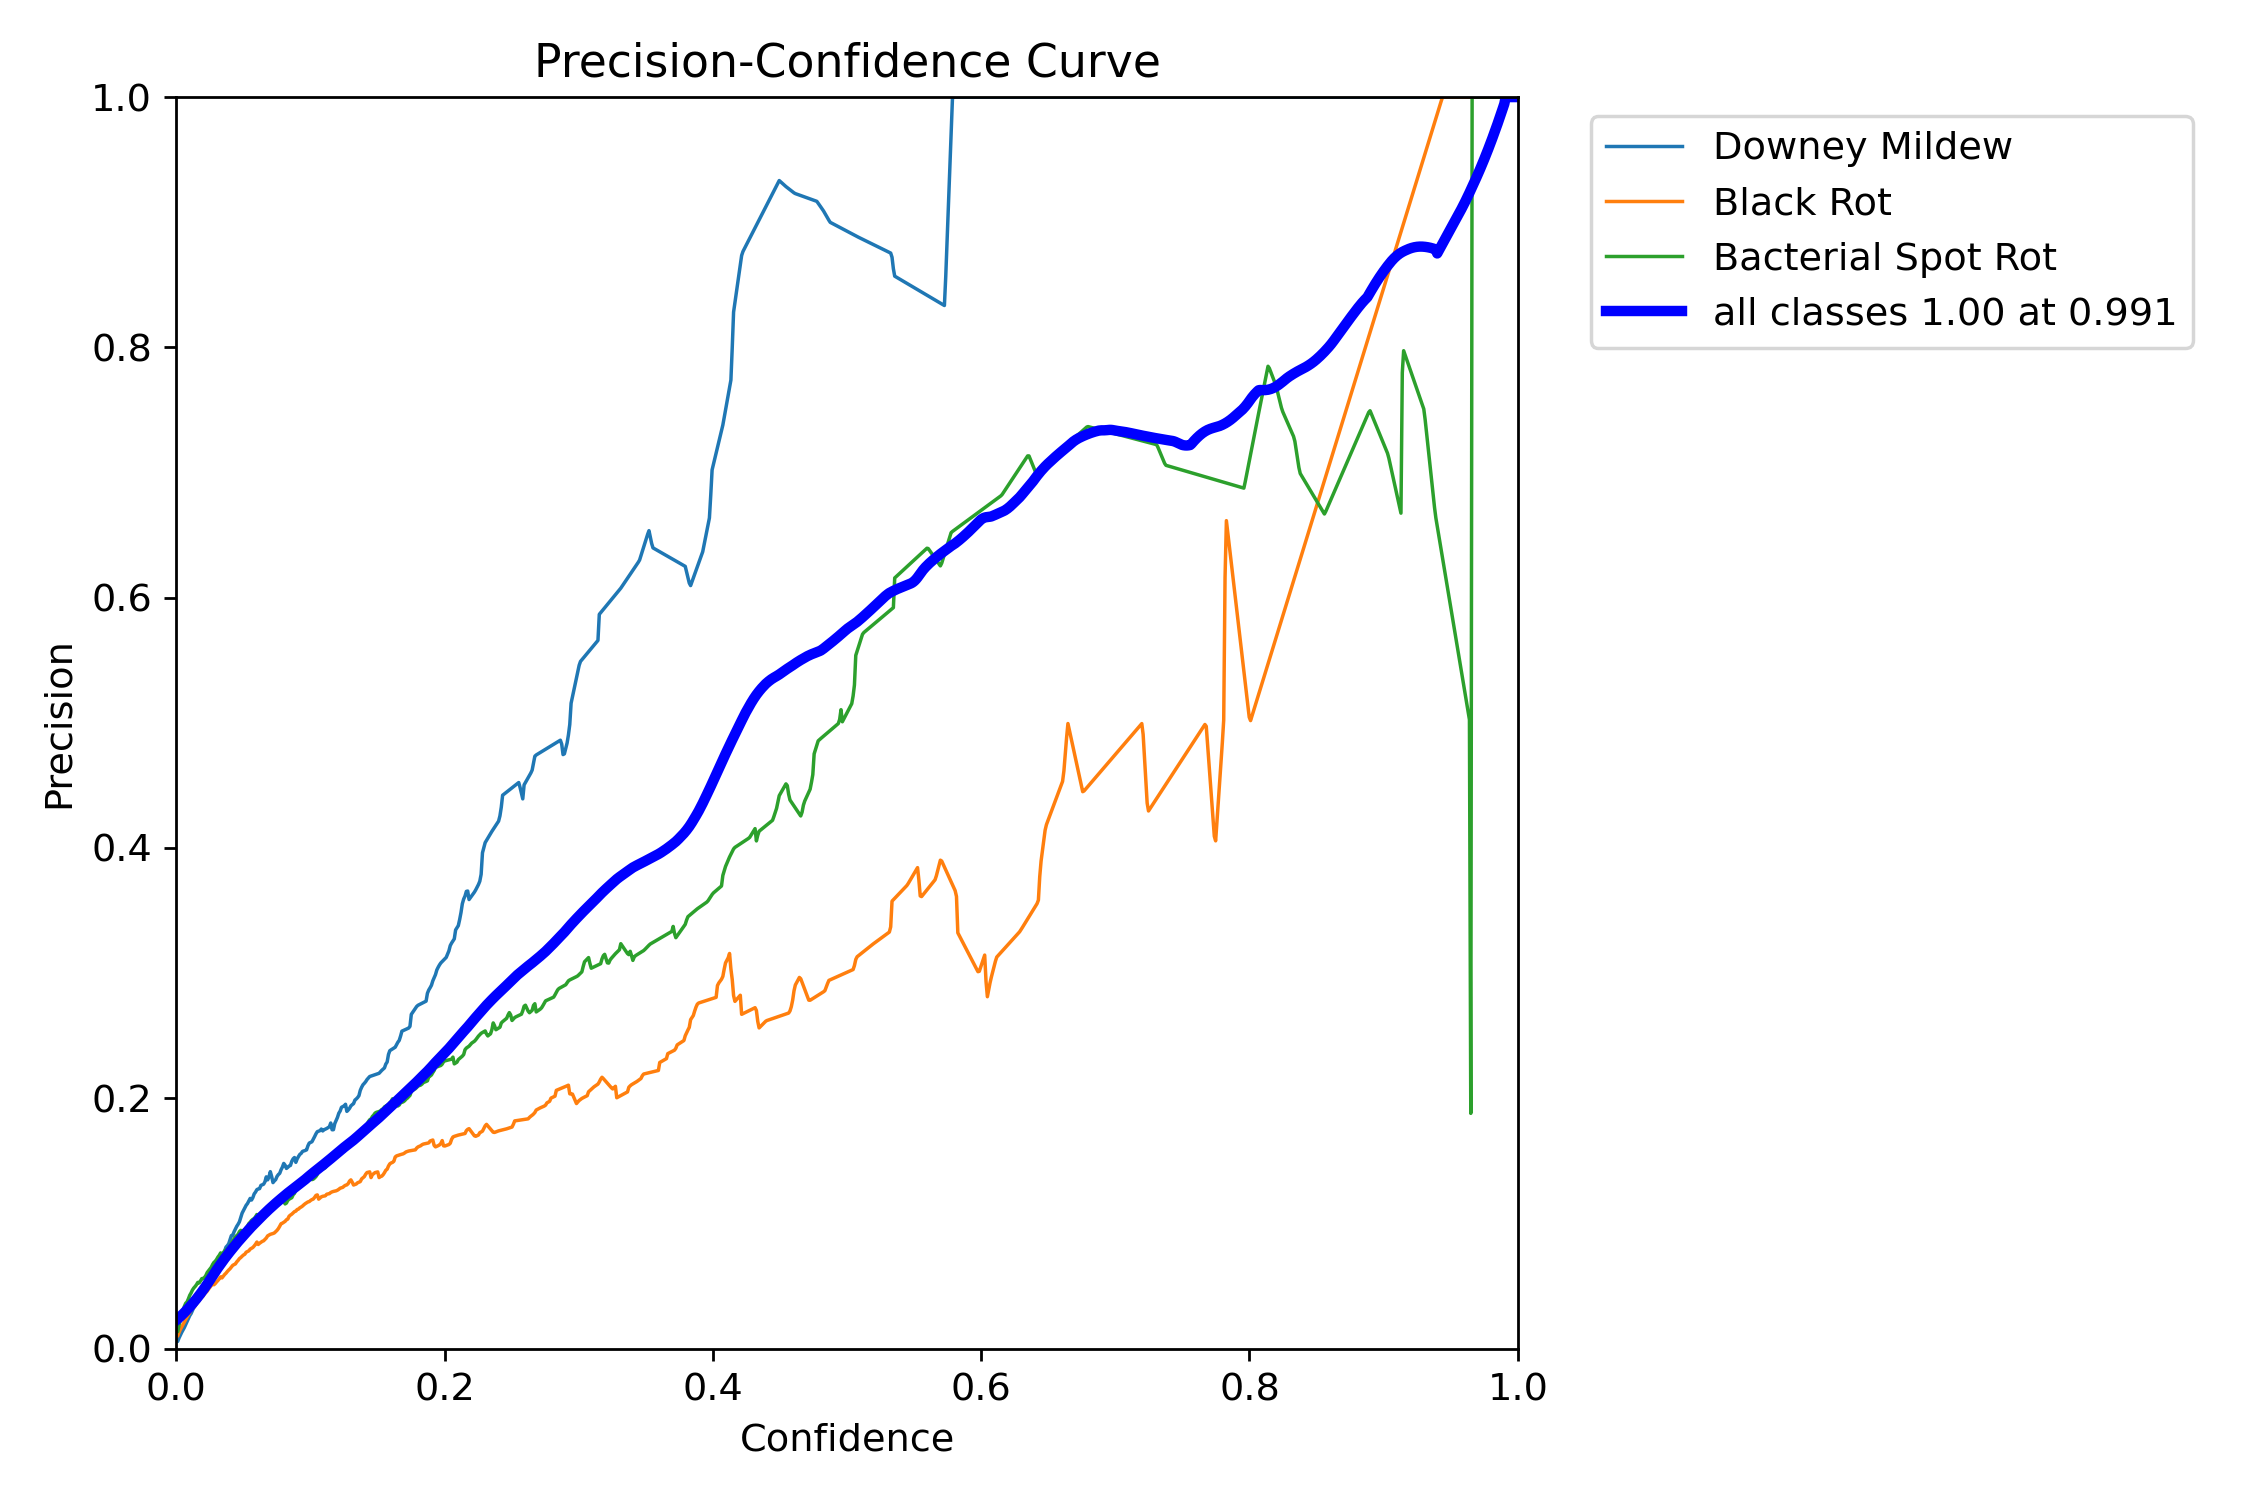 Precision-Confidence Curve
1.0
0.8
0.6
0.4
0.2
0.0
Precision
0.0 0.2 0.4 0.6 0.8 1.0
Confidence
Downey Mildew
Black Rot
Bacterial Spot Rot
all classes 1.00 at 0.991